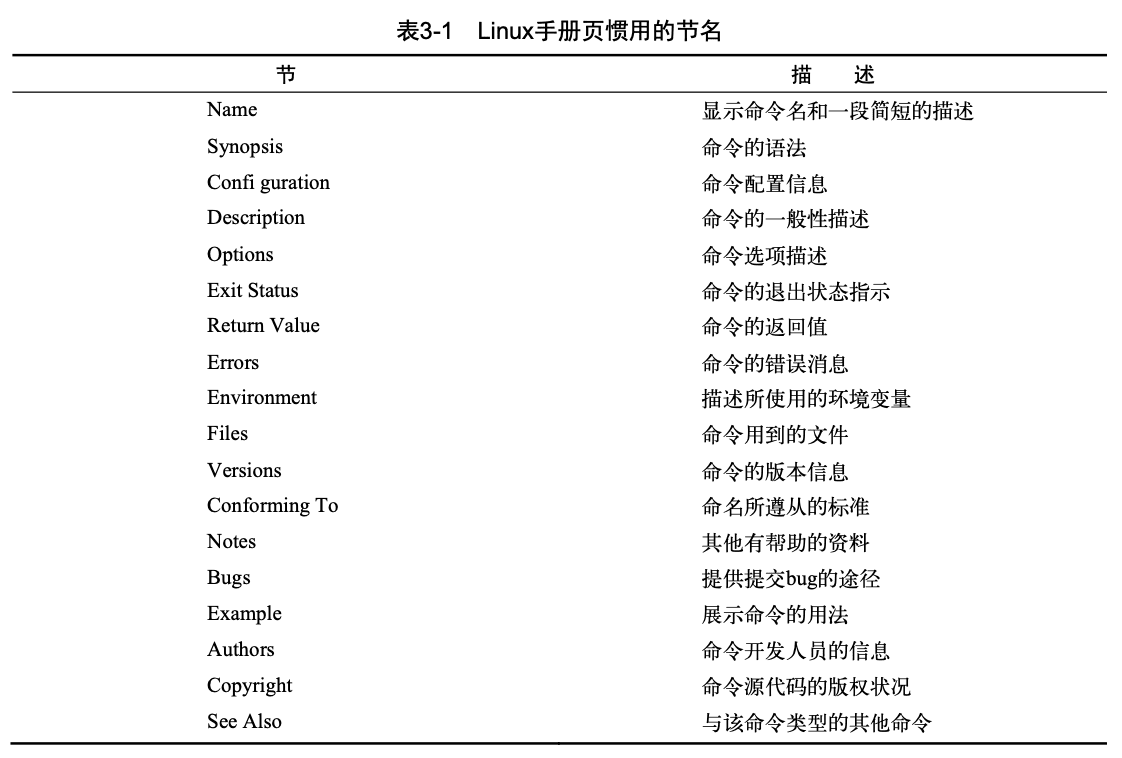 表3-1 Linux手册页惯用的节名
节 描 述
Name 显示命令名和一段简短的描述
Synopsis 命令的语法
Confi guration 命令配置信息
Description 命令的一般性描述
Options 命令选项描述
Exit Status 命令的退出状态指示
Return Value 命令的返回值
Errors 命令的错误消息
Environment 描述所使用的环境变量
Files 命令用到的文件
Versions 命令的版本信息
Conforming To 命名所遵从的标准
Notes 其他有帮助的资料
Bugs 提供提交bug的途径
Example 展示命令的用法
Authors 命令开发人员的信息
Copyright 命令源代码的版权状况
See Also 与该命令类型的其他命令